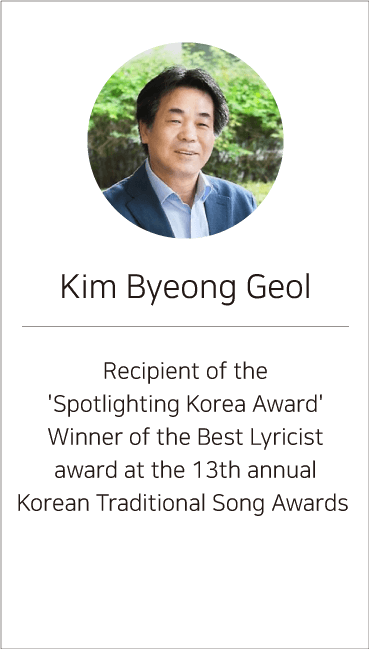 Kim Byeong Geol
Recipient of the
'Spotlighting Korea Award'
Winner of the Best Lyricist
award at the 13th annual
Korean Traditional Song Awards